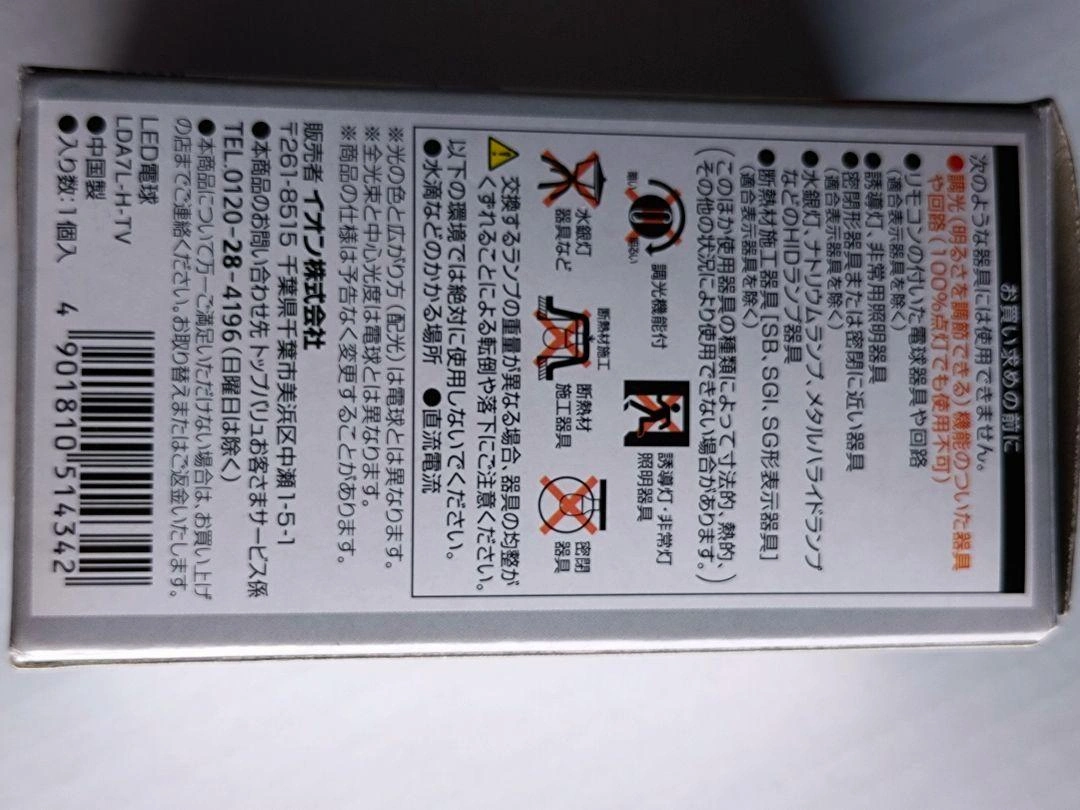 お買い求めの前に
次のような器具には使用できません。
●調光(明るさを調節できる)機能のついた器具
や回路(100%点灯でも使用不可)
●リモコンの付いた電球器具や回路
(適合表示器具を除く)
●誘導灯、非常用照明器具
●密閉形器具または密閉に近い器具
(適合表示器具を除く)
●水銀灯、ナトリウムランプ、メタルハライドランプ
などのHIDランプ器具
●断熱材施工器具[SB、SGI、SG形表示器具]
(適合表示器具を除く)
(このほか使用器具の種類によって寸法的、熱的、
その他の状況により使用できない場合があります。)
暗い
明るい
調光機能付
誘導灯・非常灯
照明器具
水銀灯
器具など
断熱材施工
断熱材
施工器具
密閉
器具
交換するランプの重量が異なる場合、器具の均整が
くずれることによる転倒や落下にご注意ください。
以下の環境では絶対に使用しないでください。
●水滴などのかかる場所 ●直流電流
※光の色と広がり方(配光)は電球とは異なります。
※全光束と中心光度は電球とは異なります。
※商品の仕様は予告なく変更することがあります。
販売者 イオン株式会社
〒261-8515 千葉県千葉市美浜区中瀬1-5-1
●本商品のお問い合わせ先 トップバリュお客さまサービス係
TEL.0120-28-4196(日曜日は除く)
●本商品について万一ご満足いただけない場合は、お買い上げ
の店までご連絡ください。お取り替えまたはご返金いたします。
LED電球
LDA7L-H-TV
●中国製
●入り数:1個入
4 901810 514342